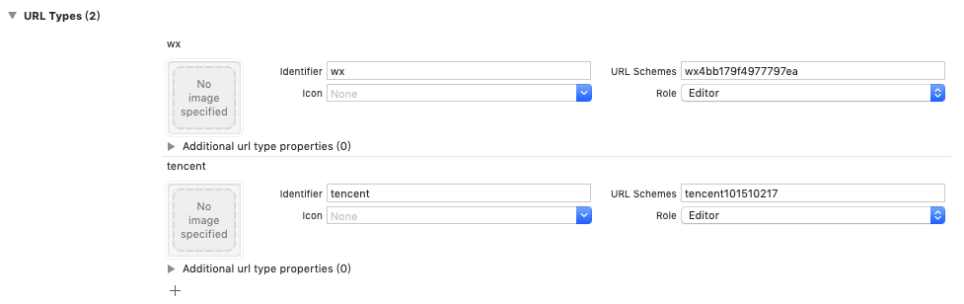 URL Types (2)
wx
No image specified
Identifier wx URL Schemes wx4bb179f4977797ea
Icon None Role Editor
Additional url type properties (0)
tencent
No image specified
Identifier tencent URL Schemes tencent101510217
Icon None Role Editor
Additional url type properties (0)
+